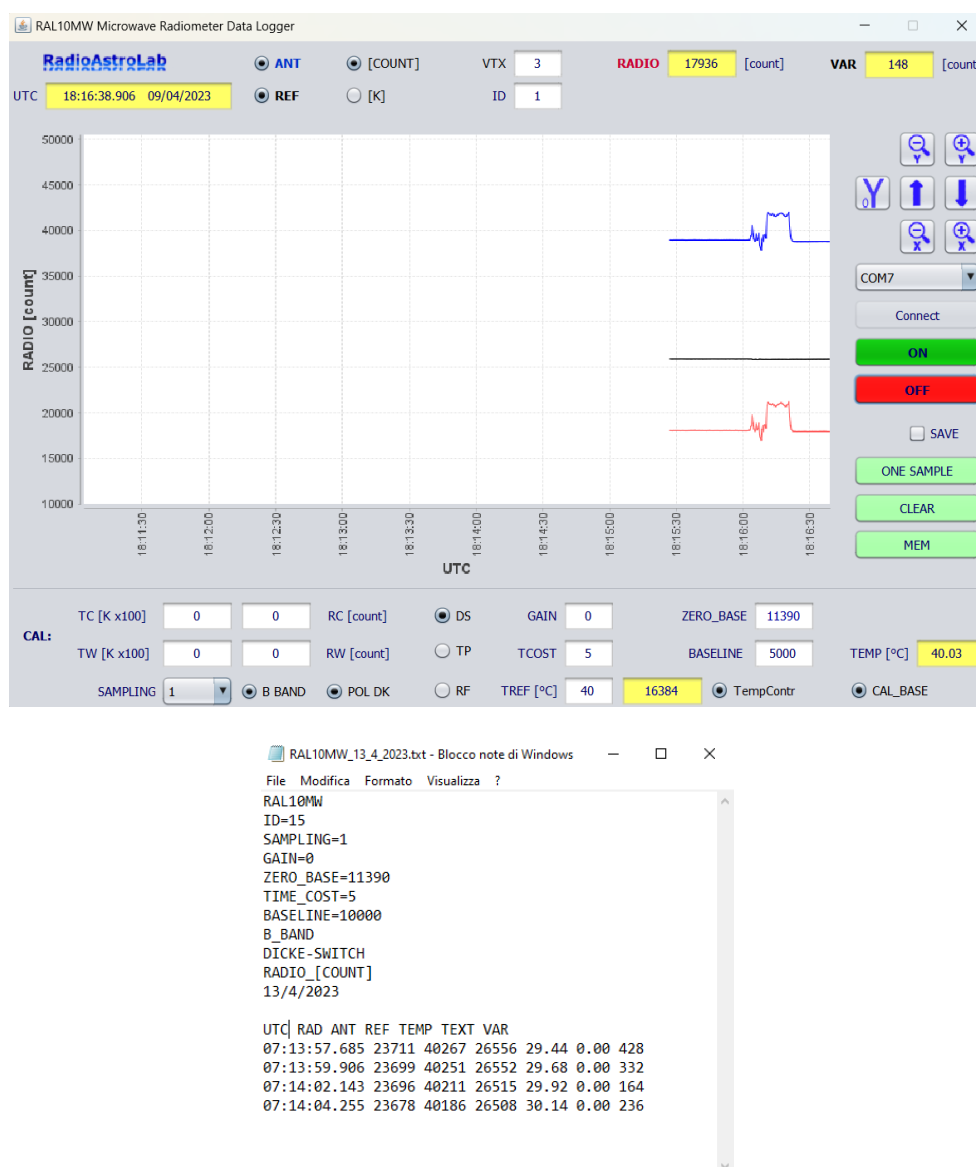 RAL10MW Microwave Radiometer Data Logger
RadioAstroLab ANT [COUNT] VTX 3 RADIO 17936 [count] VAR 148 [count
UTC 18:16:38.906 09/04/2023 REF [K] ID 1
50000
45000
40000
35000
30000
25000
20000
15000
10000
RADIO [count]
18:11:30 18:12:00 18:12:30 18:13:00 18:13:30 18:14:00 18:14:30 18:15:00 18:15:30 18:16:00 18:16:30
UTC
Y Y
0 Y
X X
COM7
Connect
ON
OFF
SAVE
ONE SAMPLE
CLEAR
MEM
CAL:
TC [K x100] 0 0 RC [count] DS GAIN 0 ZERO_BASE 11390
TW [K x100] 0 0 RW [count] TP TCOST 5 BASELINE 5000 TEMP [ºC] 40.03
SAMPLING 1 B BAND POL DK RF TREF [ºC] 40 16384 TempContr CAL_BASE
RAL10MW_13_4_2023.txt - Blocco note di Windows
File Modifica Formato Visualizza ?
RAL10MW
ID=15
SAMPLING=1
GAIN=0
ZERO_BASE=11390
TIME_COST=5
BASELINE=10000
B_BAND
DICKE-SWITCH
RADIO_[COUNT]
13/4/2023
UTC RAD ANT REF TEMP TEXT VAR
07:13:57.685 23711 40267 26556 29.44 0.00 428
07:13:59.906 23699 40251 26552 29.68 0.00 332
07:14:02.143 23696 40211 26515 29.92 0.00 164
07:14:04.255 23678 40186 26508 30.14 0.00 236